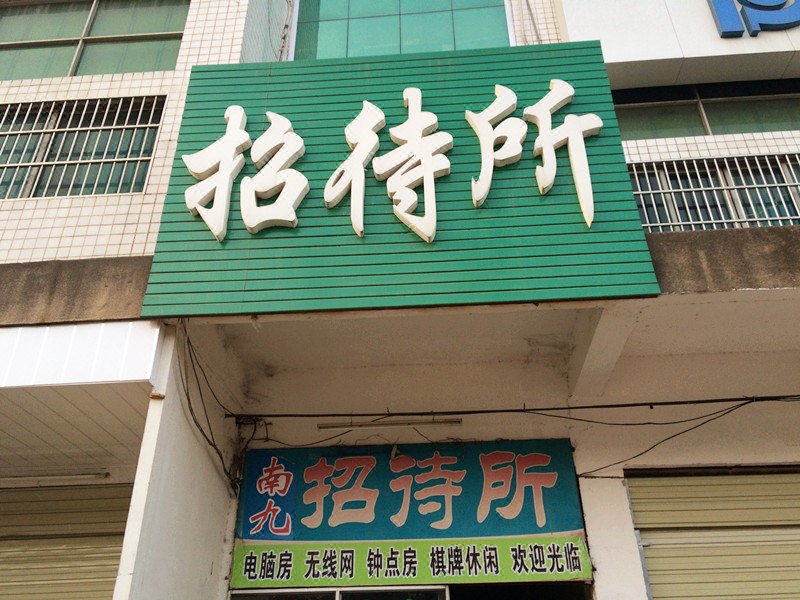 招待所
南九 招待所
电脑房 无线网 钟点房 棋牌休闲 欢迎光临